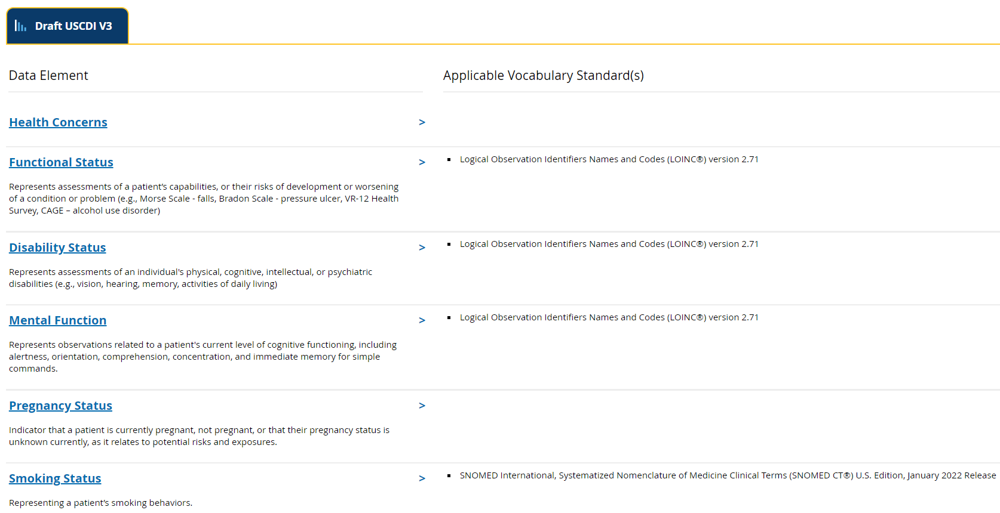 Draft USCDI V3
Data Element
Applicable Vocabulary Standard(s)
Health Concerns >
Functional Status >
▪ Logical Observation Identifiers Names and Codes (LOINC®) version 2.71
Represents assessments of a patient’s capabilities, or their risks of development or worsening
of a condition or problem (e.g., Morse Scale - falls, Bradon Scale - pressure ulcer, VR-12 Health
Survey, CAGE – alcohol use disorder)
Disability Status >
▪ Logical Observation Identifiers Names and Codes (LOINC®) version 2.71
Represents assessments of an individual's physical, cognitive, intellectual, or psychiatric
disabilities (e.g., vision, hearing, memory, activities of daily living)
Mental Function >
▪ Logical Observation Identifiers Names and Codes (LOINC®) version 2.71
Represents observations related to a patient's current level of cognitive functioning, including
alertness, orientation, comprehension, concentration, and immediate memory for simple
commands.
Pregnancy Status >
Indicator that a patient is currently pregnant, not pregnant, or that their pregnancy status is
unknown currently, as it relates to potential risks and exposures.
Smoking Status >
▪ SNOMED International, Systematized Nomenclature of Medicine Clinical Terms (SNOMED CT®) U.S. Edition, January 2022 Release
Representing a patient’s smoking behaviors.